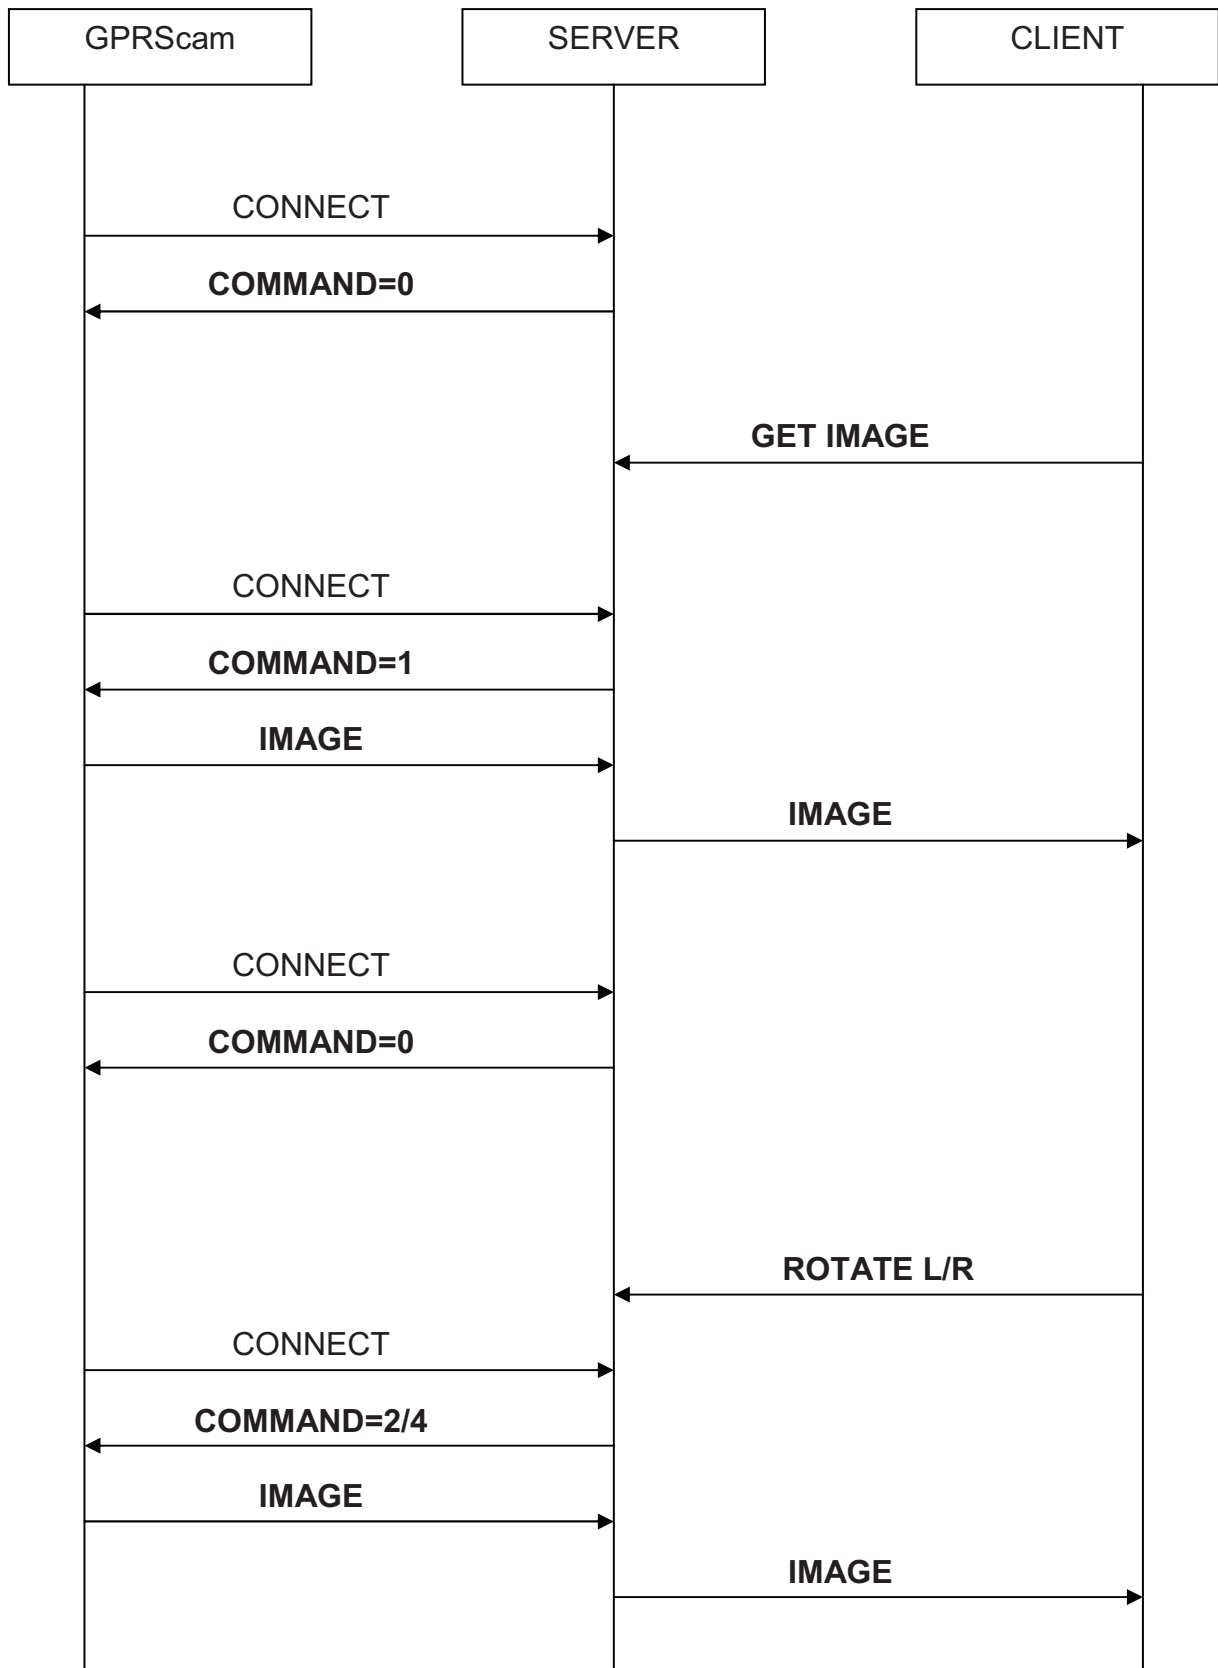 GPRScam
SERVER
CLIENT
CONNECT
COMMAND=0
GET IMAGE
CONNECT
COMMAND=1
IMAGE
IMAGE
CONNECT
COMMAND=0
ROTATE L/R
CONNECT
COMMAND=2/4
IMAGE
IMAGE